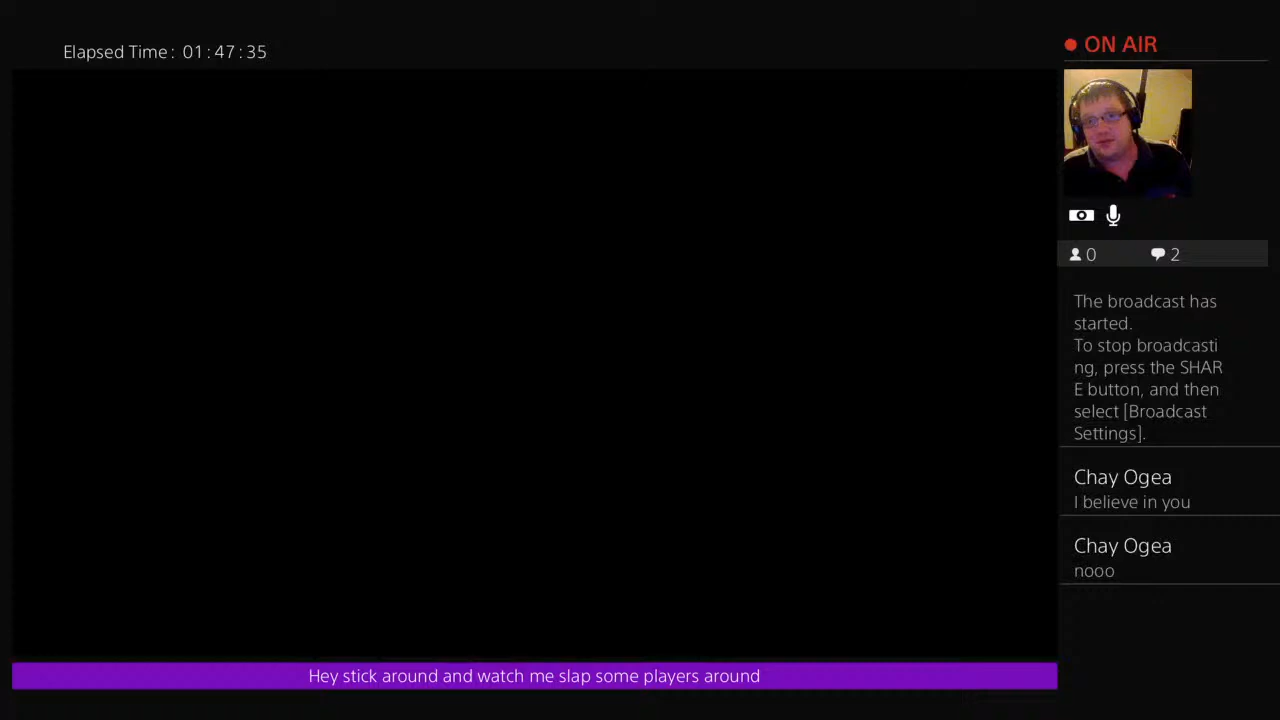 Elapsed Time: 01:47:35
ON AIR
0 2
The broadcast has
started.
To stop broadcasti
ng, press the SHAR
E button, and then
select [Broadcast
Settings].
Chay Ogea
I believe in you
Chay Ogea
nooo
Hey stick around and watch me slap some players around